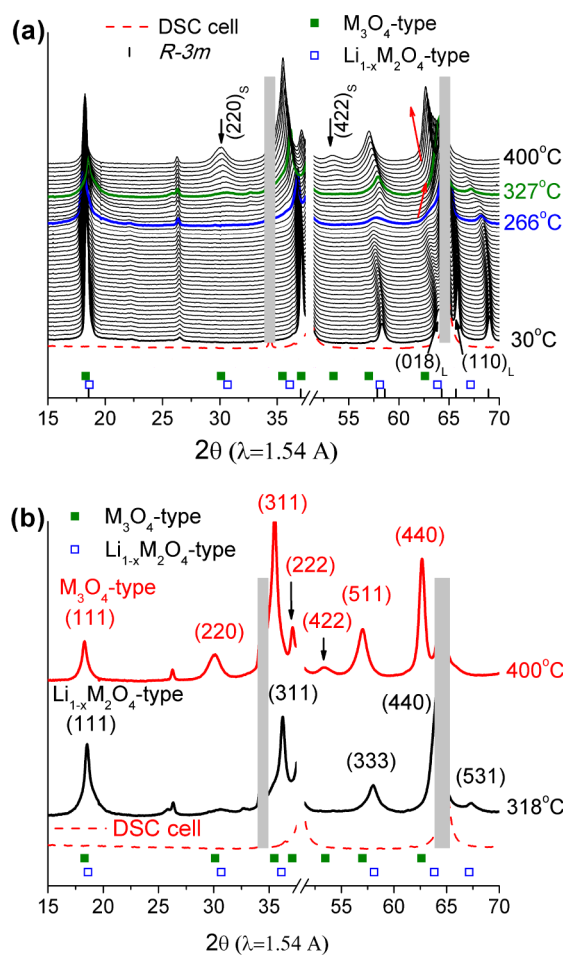 (a)
DSC cell
R-3m
M3O4-type
Li1-xM2O4-type
(220)S
(422)S
400°C
327°C
266°C
30°C
(018)L
(110)L
15 20 25 30 35 55 60 65 70
2θ (λ=1.54 A)
(b)
M3O4-type
Li1-xM2O4-type
M3O4-type
(111)
(220)
(311)
(222)
(422)
(511)
(440)
400°C
Li1-xM2O4-type
(111)
(311)
(333)
(440)
(531)
318°C
DSC cell
15 20 25 30 35 55 60 65 70
2θ (λ=1.54 A)